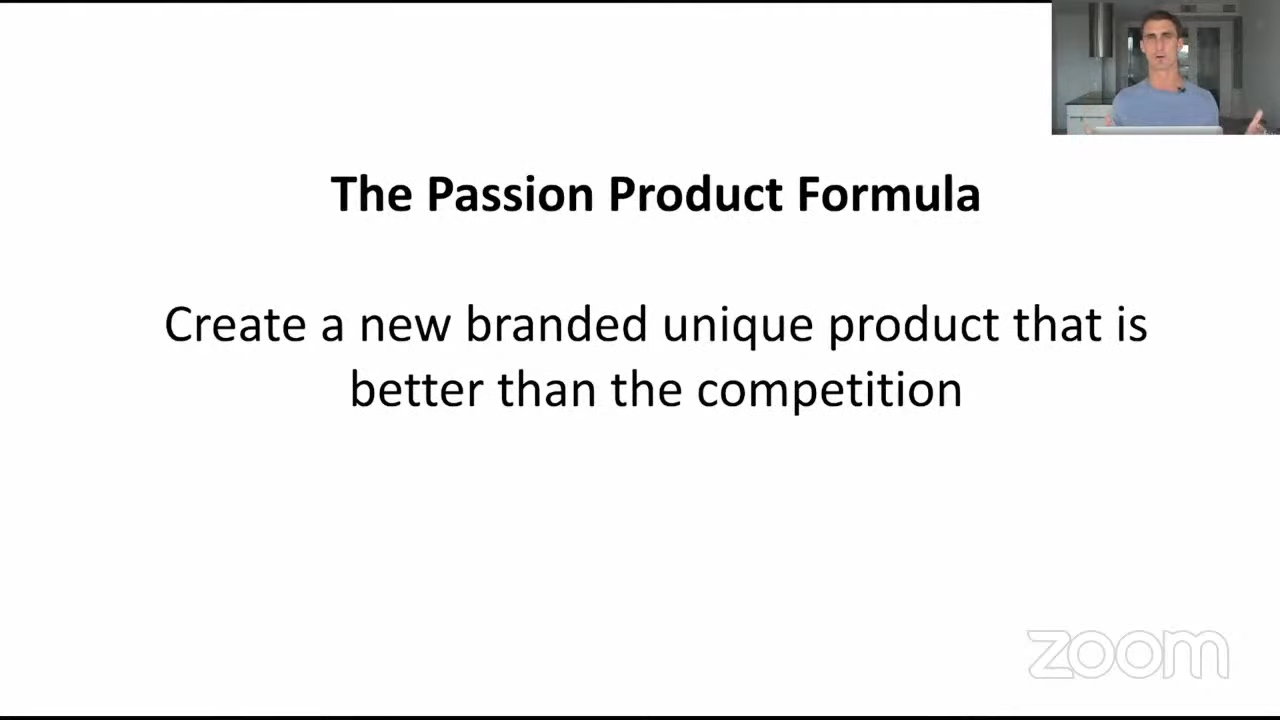 The Passion Product Formula
Create a new branded unique product that is
better than the competition
zoom